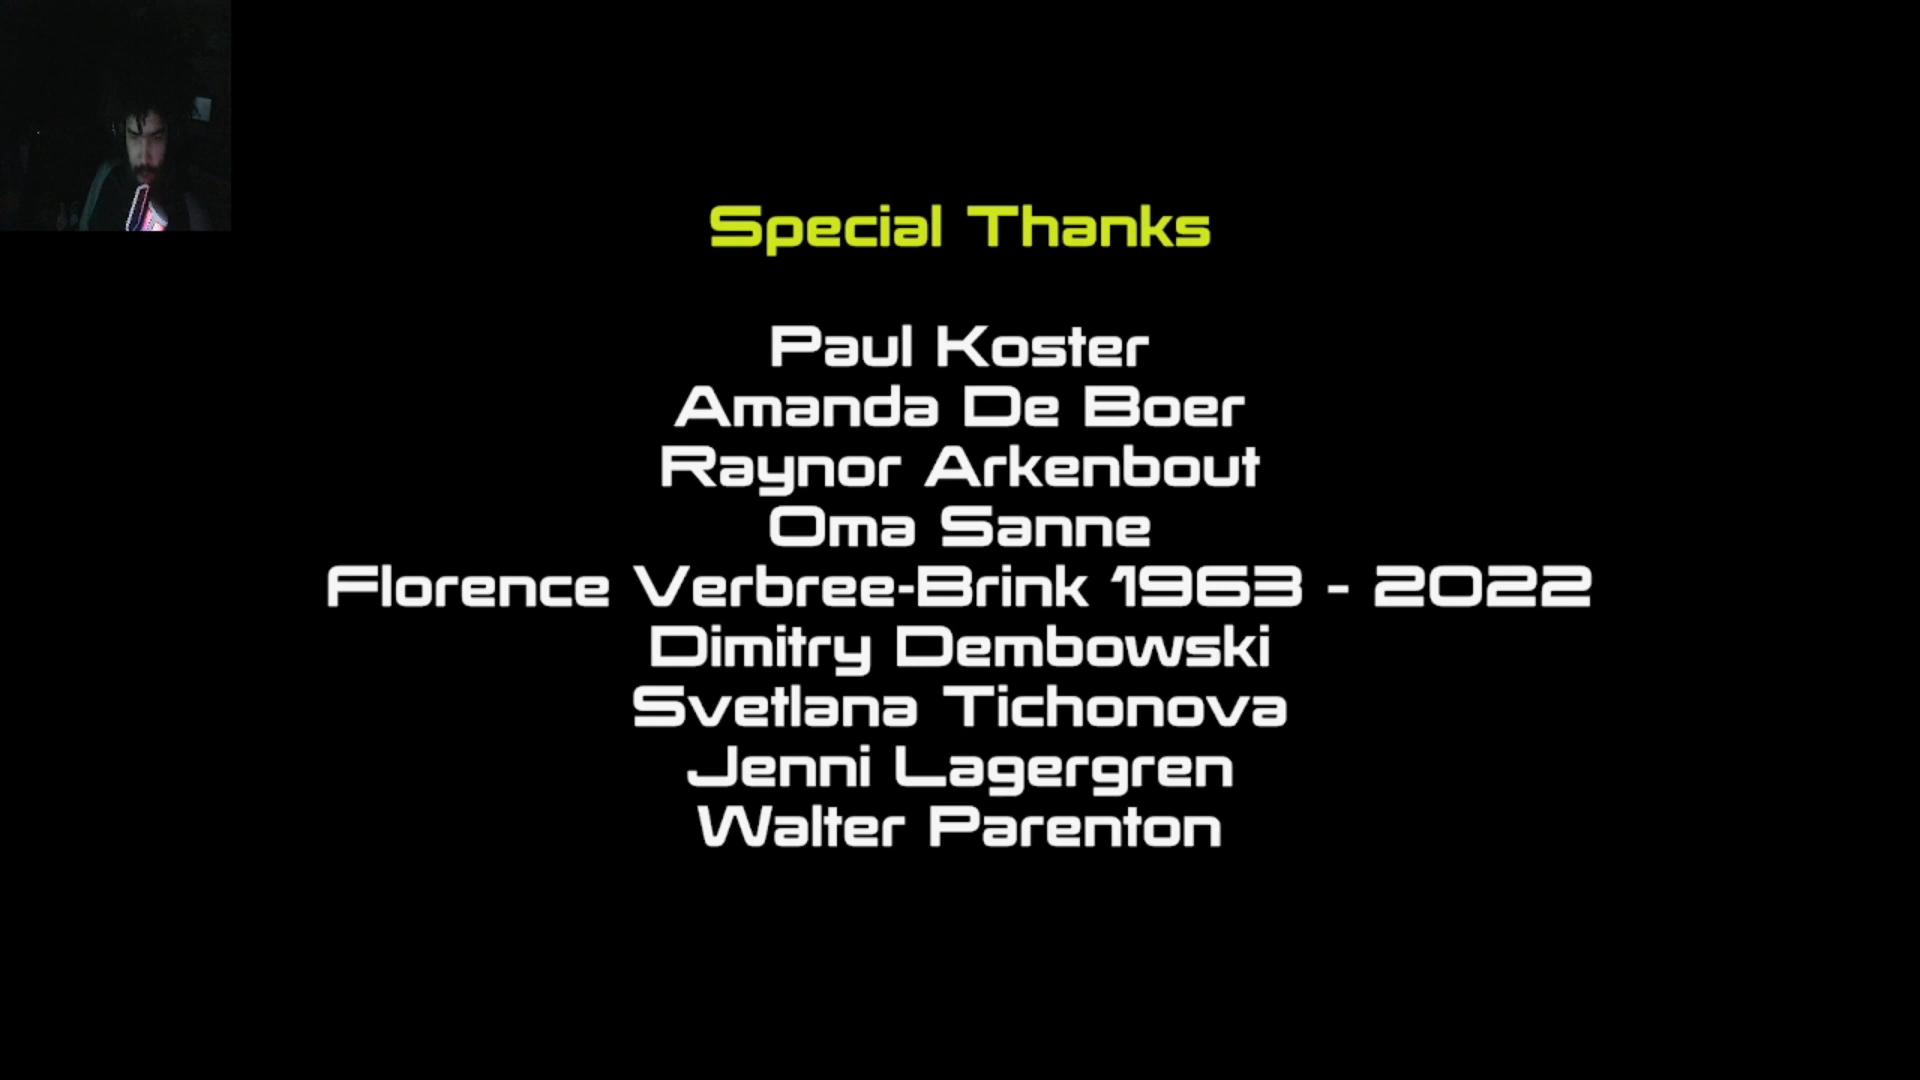 Special Thanks
Paul Koster
Amanda De Boer
Raynor Arkenbout
Oma Sanne
Florence Verbree-Brink 1963 - 2022
Dimitry Dembowski
Svetlana Tichonova
Jenni Lagergren
Walter Parenton